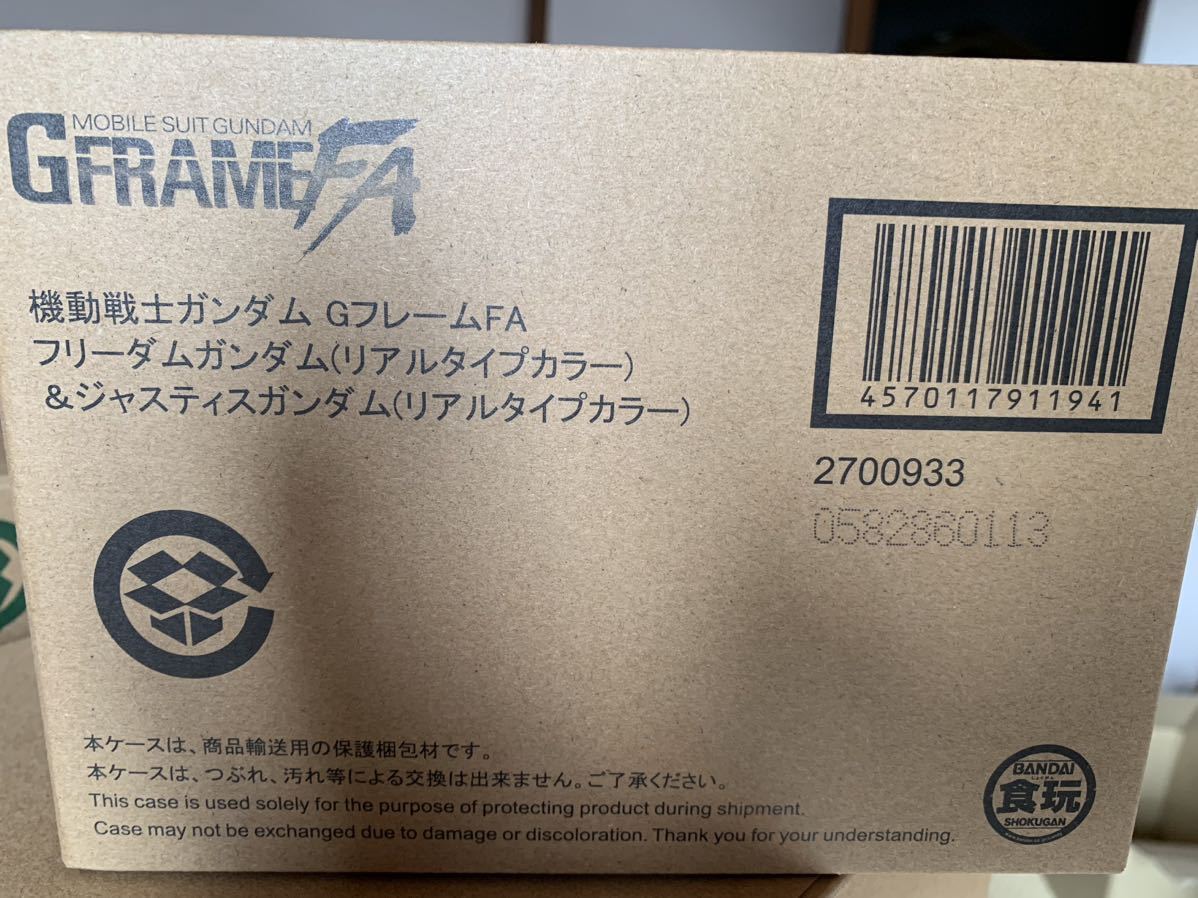 MOBILE SUIT GUNDAM
GFRAMEFA
機動戦士ガンダム GフレームFA
フリーダムガンダム(リアルタイプカラー)
&ジャスティスガンダム(リアルタイプカラー)
4570117911941
2700933
0582860113
本ケースは、商品輸送用の保護梱包材です。
本ケースは、つぶれ、汚れ等による交換は出来ません。ご了承ください。
This case is used solely for the purpose of protecting product during shipment.
Case may not be exchanged due to damage or discoloration. Thank you for your understanding.
BANDAI
しょくがん
食玩
SHOKUGAN